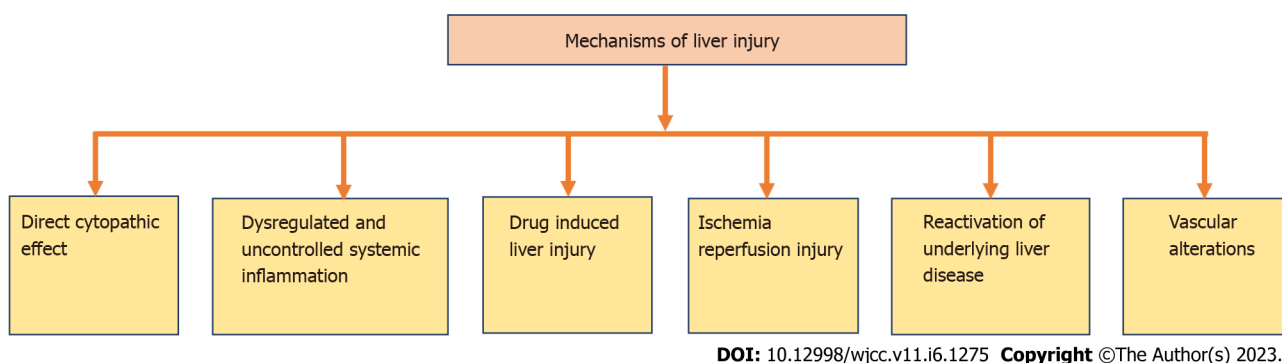 Mechanisms of liver injury
Direct cytopathic
effect
Dysregulated and
uncontrolled systemic
inflammation
Drug induced
liver injury
Ischemia
reperfusion injury
Reactivation of
underlying liver
disease
Vascular
alterations
DOI: 10.12998/wjcc.v11.i6.1275 Copyright ©The Author(s) 2023.